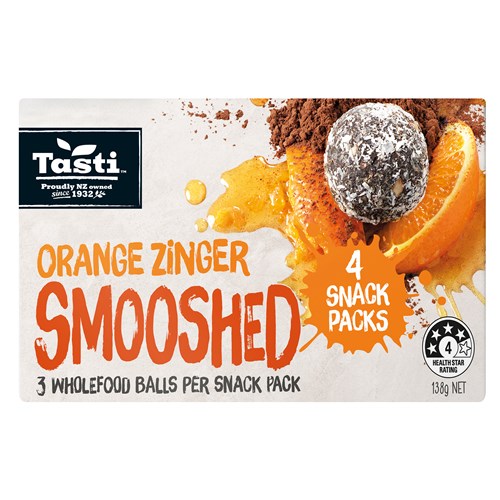 Tasti™
Proudly NZ owned
since 1932
ORANGE ZiNGER
SMOOSHED
3 WHOLEFOOD BALLS PER SNACK PACK
4
SNACK
PACKS
4
HEALTH STAR
RATING
138g NET